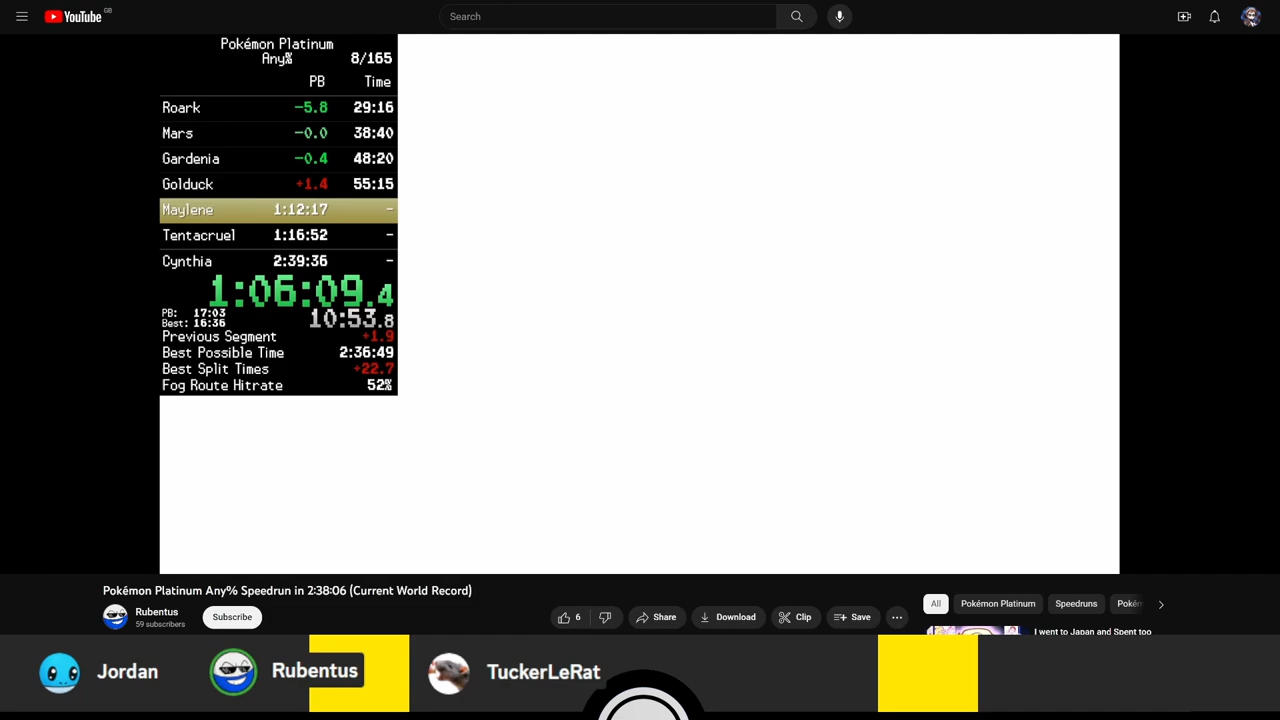 YouTube GB
Search
Pokémon Platinum
Any% 8/165
PB Time
Roark -5.8 29:16
Mars -0.0 38:40
Gardenia -0.4 48:20
Golduck +1.4 55:15
Maylene 1:12:17 -
Tentacruel 1:16:52 -
Cynthia 2:39:36 -
1:06:09.4
PB: 17:03
Best: 16:36
10:53.8
Previous Segment +1.9
Best Possible Time 2:36:49
Best Split Times +22.7
Fog Route Hitrate 52%
Pokémon Platinum Any% Speedrun in 2:38:06 (Current World Record)
Rubentus
59 subscribers
Subscribe
6
Share
Download
Clip
Save
All
Pokémon Platinum
Speedruns
I went to Japan and Spent too
Jordan
Rubentus
TuckerLeRat